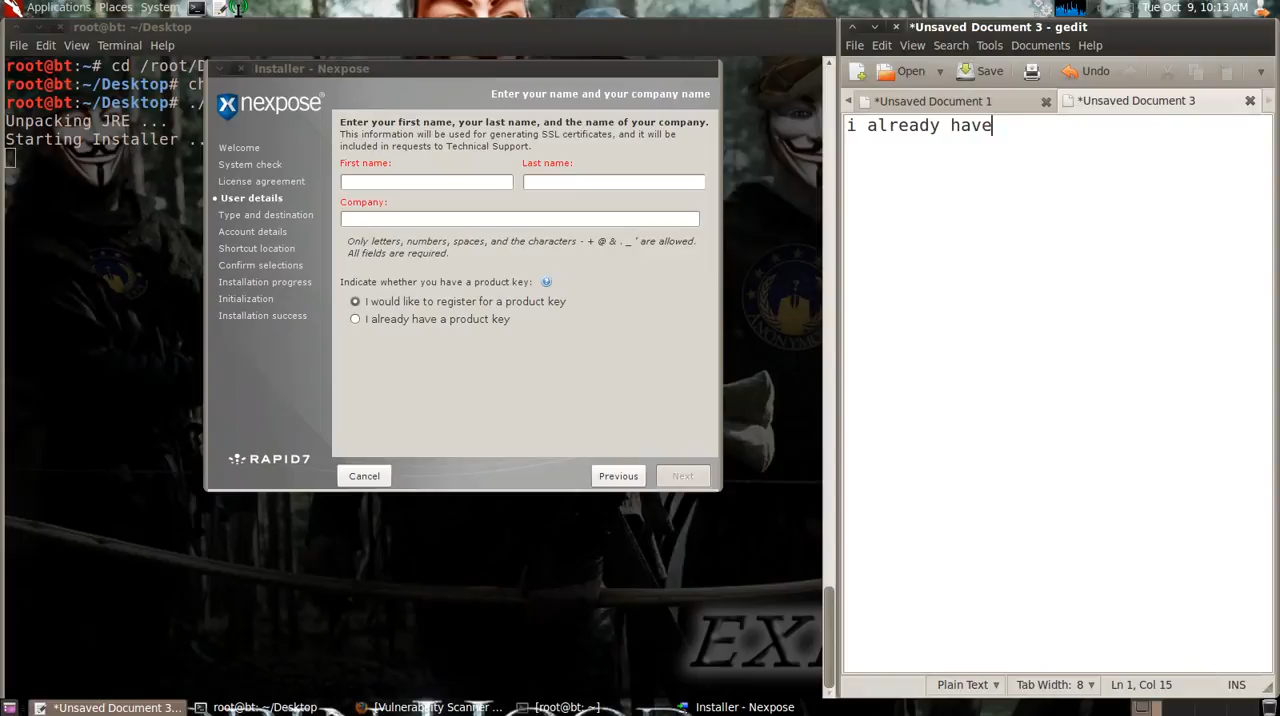 Applications Places System
Tue Oct 9, 10:13 AM
root@bt: ~/Desktop
File Edit View Terminal Help
root@bt:~# cd /root/D
root@bt:~/Desktop# ch
root@bt:~/Desktop# ./
Unpacking JRE ...
Starting Installer ..
Installer - Nexpose
nexpose
Enter your name and your company name
Welcome
System check
License agreement
User details
Type and destination
Account details
Shortcut location
Confirm selections
Installation progress
Initialization
Installation success
RAPID7
Enter your first name, your last name, and the name of your company.
This information will be used for generating SSL certificates, and it will be
included in requests to Technical Support.
First name: Last name:
Company:
Only letters, numbers, spaces, and the characters - + @ & . _ ' are allowed.
All fields are required.
Indicate whether you have a product key:
I would like to register for a product key
I already have a product key
Cancel Previous Next
*Unsaved Document 3 - gedit
File Edit View Search Tools Documents Help
Open Save Undo
*Unsaved Document 1 *Unsaved Document 3
i already have
Plain Text Tab Width: 8 Ln 1, Col 15 INS
*Unsaved Document 3... root@bt: ~/Desktop [Vulnerability Scanner ... [root@bt: ~] Installer - Nexpose